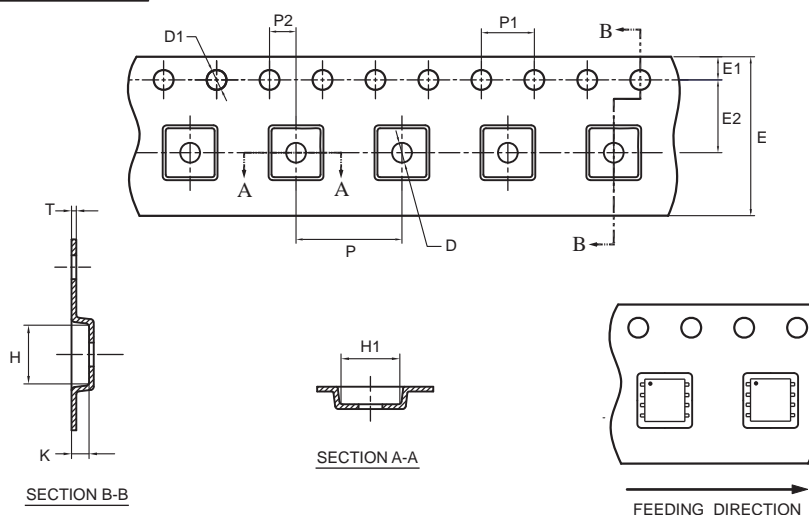 P2
P1
D1
B
E1
E2
E
A
A
T
P
D
B
H
H1
K
SECTION A-A
SECTION B-B
FEEDING DIRECTION